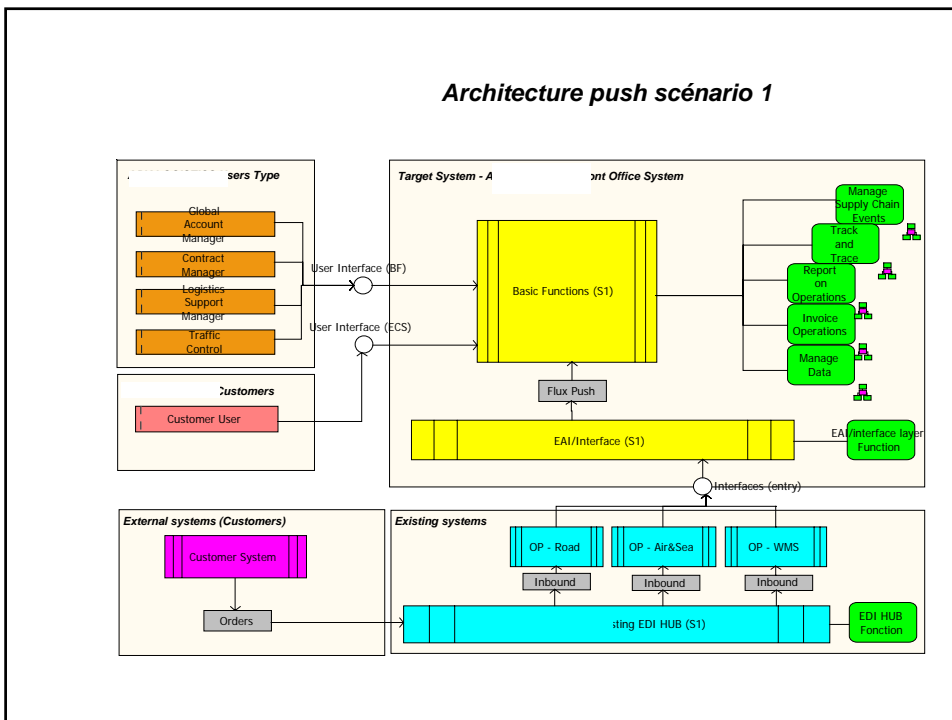 Architecture push scénario 1
Users Type
Global
Account
Manager
Contract
Manager
Logistics
Support
Manager
Traffic
Control
User Interface (BF)
User Interface (ECS)
Customers
Customer User
Target System - Front Office System
Basic Functions (S1)
Flux Push
EAI/Interface (S1)
Manage
Supply Chain
Events
Track
and
Trace
Report
on
Operations
Invoice
Operations
Manage
Data
EAI/interface layer
Function
Interfaces (entry)
External systems (Customers)
Customer System
Orders
Existing systems
OP - Road
OP - Air&Sea
OP - WMS
Inbound
Inbound
Inbound
EDI HUB (S1)
EDI HUB
Fonction